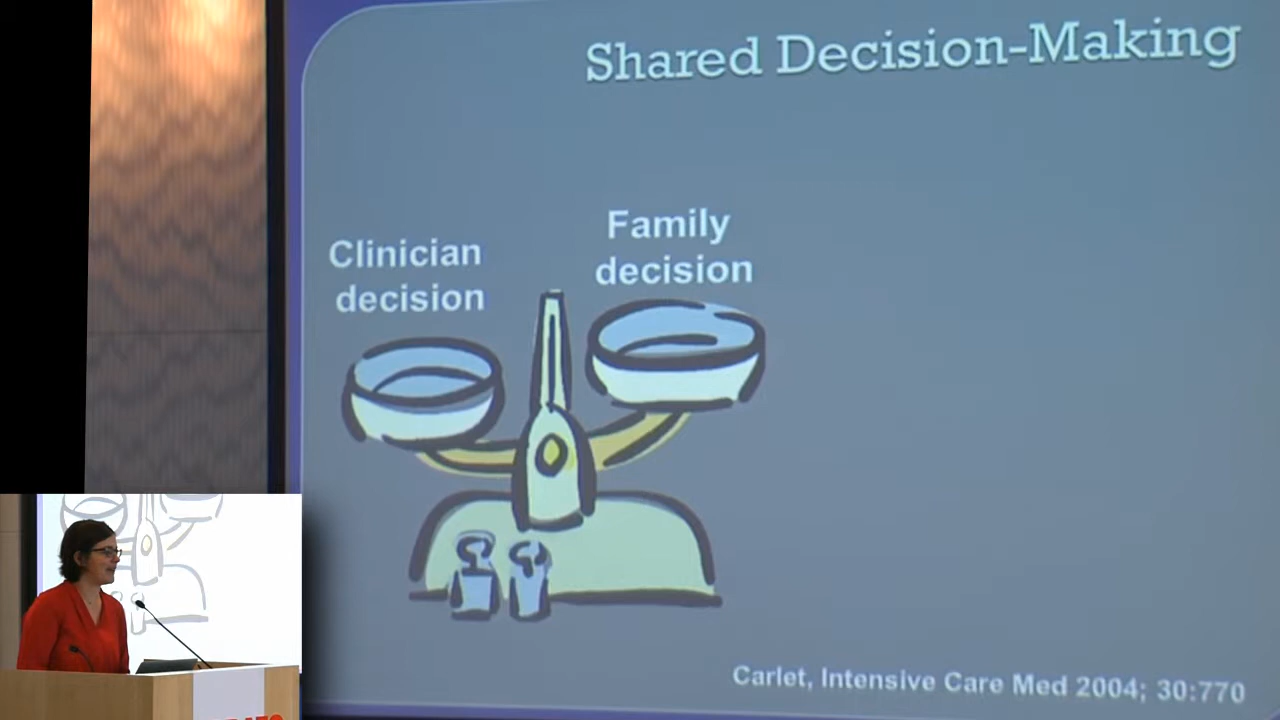 Shared Decision-Making
Clinician
decision
Family
decision
Carlet, Intensive Care Med 2004; 30:770